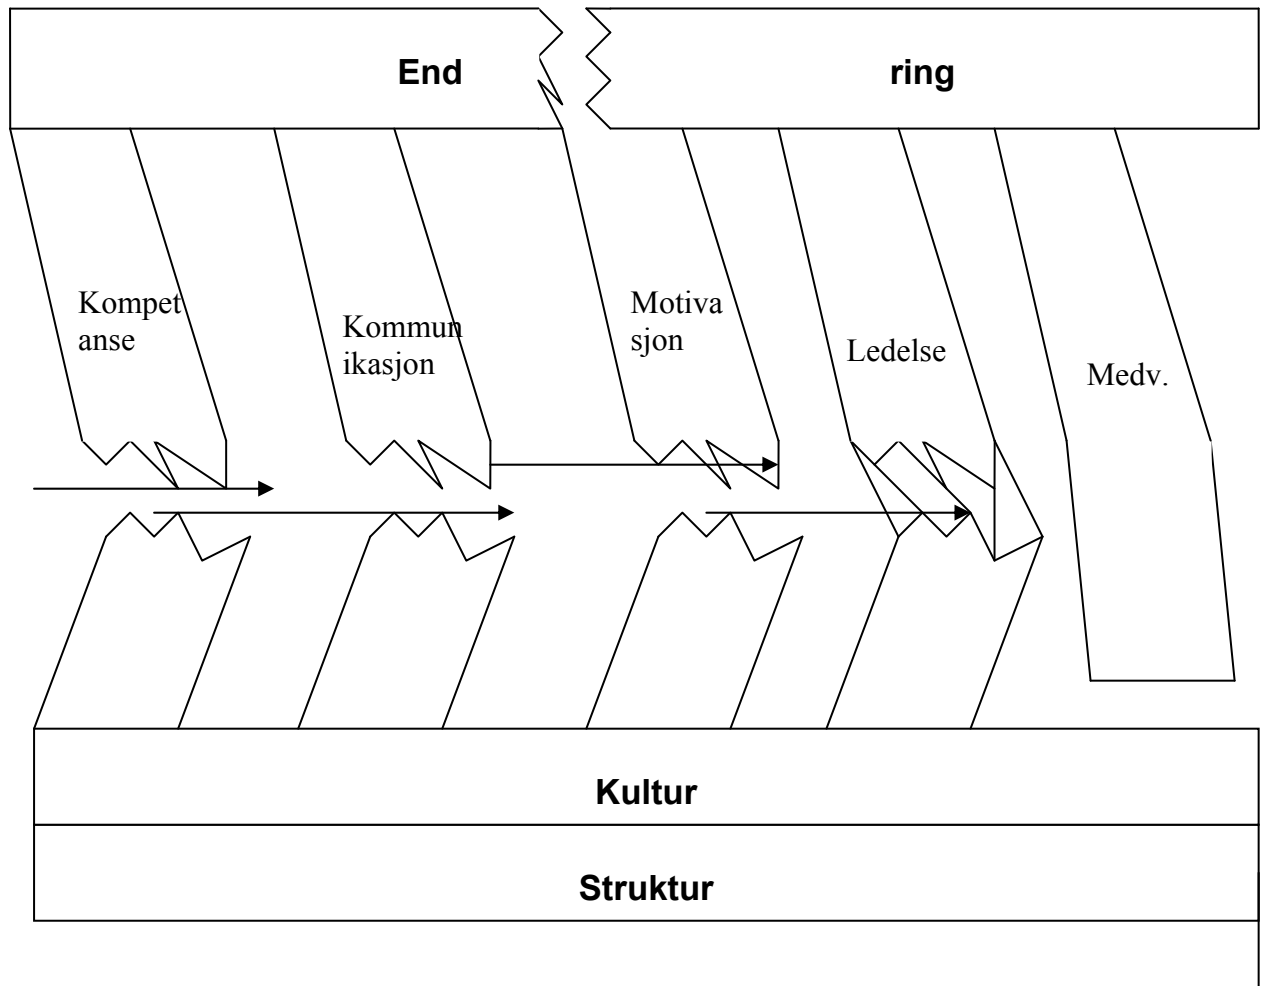 End ring
Kompet
anse
Kommun
ikasjon
Motiva
sjon
Ledelse
Medv.
Kultur
Struktur